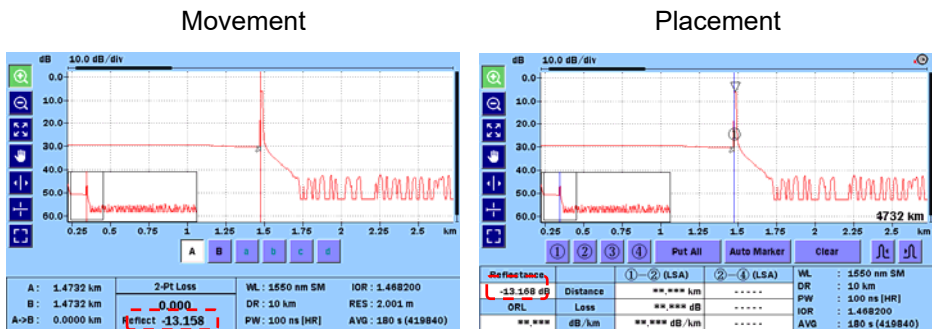 Movement
Placement
dB 10.0 dB/div
0.0
10.0
20.0
30.0
40.0
50.0
60.0
0.25 0.5 0.75 1 1.25 1.5 1.75 2 2.25 2.5 km
A B a b c d
A: 1.4732 km
B: 1.4732 km
A->B: 0.0000 km
2-Pt Loss
0.000
Reflect -13.158
WL: 1550 nm SM IOR: 1.468200
DR: 10 km RES: 2.001 m
PW: 100 ns [HR] AVG: 180 s (419840)
dB 10.0 dB/div
0.0
10.0
20.0
30.0
40.0
50.0
60.0
①
4732 km
0.25 0.5 0.75 1 1.25 1.5 1.75 2 2.25 2.5 km
① ② ③ ④ Put All Auto Marker Clear
Reflectance ①-② (LSA) ②-④ (LSA)
-13.168 dB Distance **.*** km -----
ORL Loss **.*** dB -----
**.*** dB/km **.*** dB/km -----
WL : 1550 nm SM
DR : 10 km
PW : 100 ns [HR]
IOR : 1.468200
AVG : 180 s (419840)